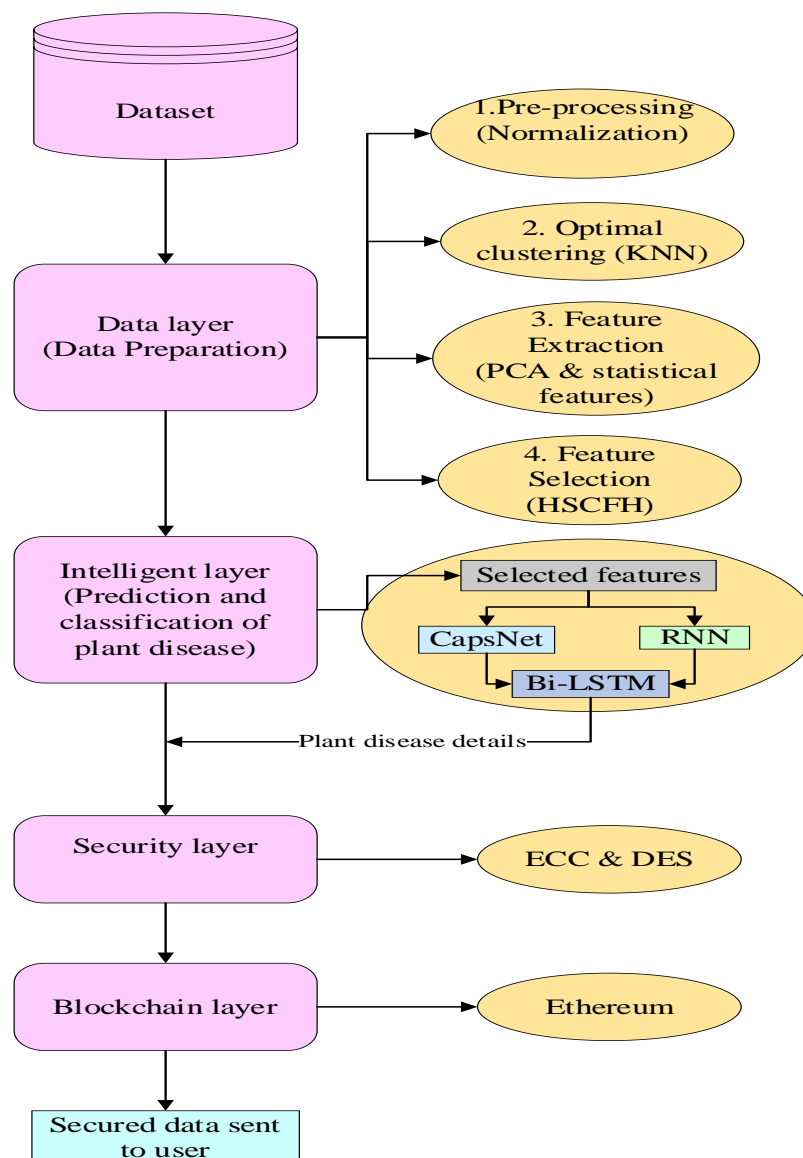 Dataset
1.Pre-processing
(Normalization)
2. Optimal
clustering (KNN)
Data layer
(Data Preparation)
3. Feature
Extraction
(PCA & statistical
features)
4. Feature
Selection
(HSCFH)
Intelligent layer
(Prediction and
classification of
plant disease)
Selected features
CapsNet
RNN
Bi-LSTM
Plant disease details
Security layer
ECC & DES
Blockchain layer
Ethereum
Secured data sent
to user